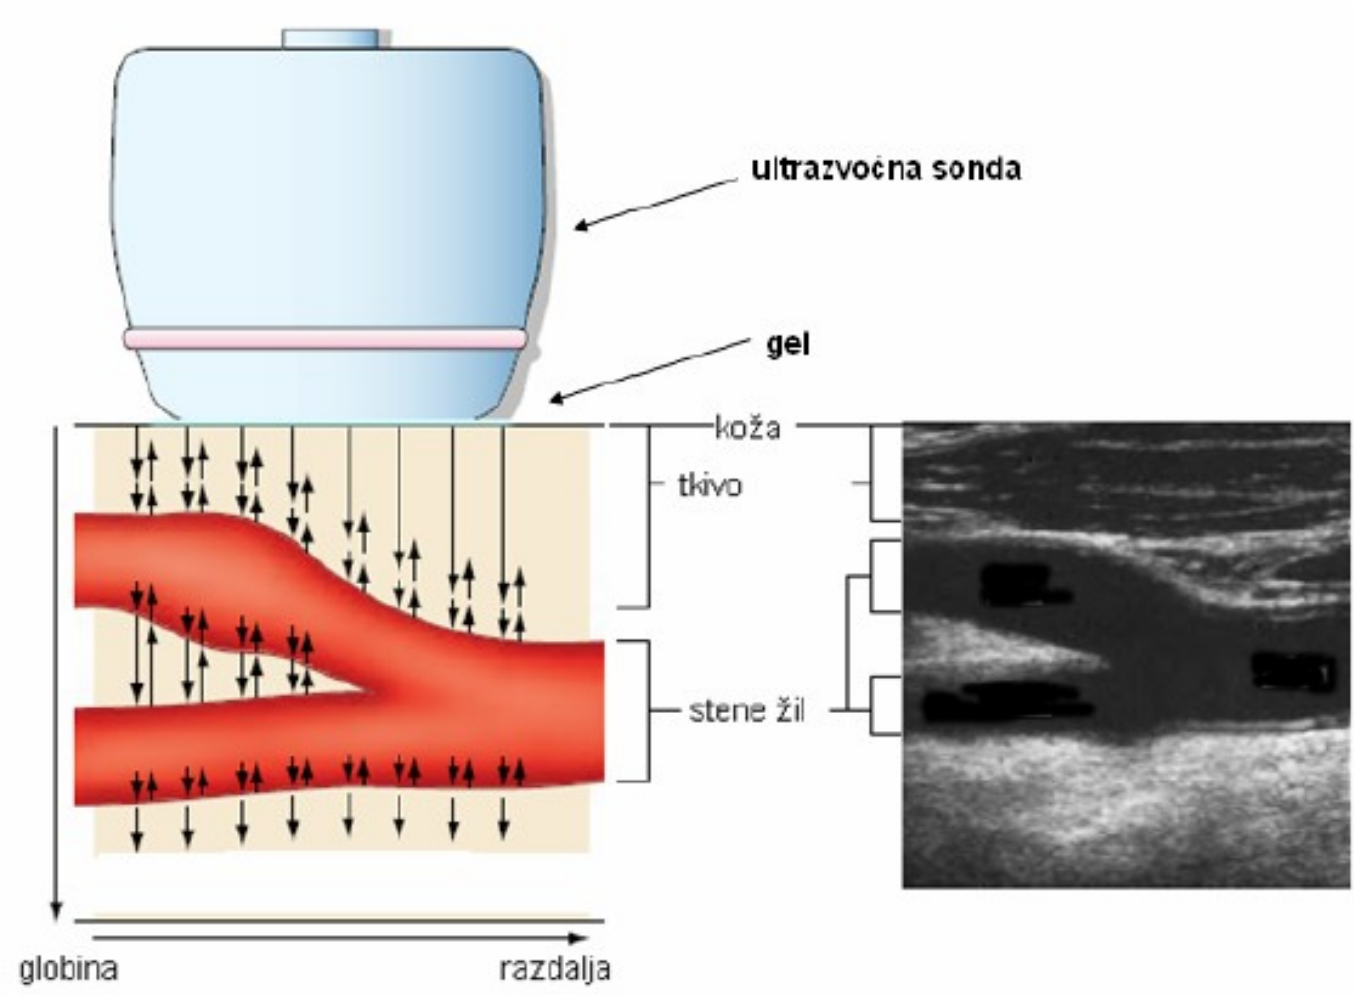 ultrazvočna sonda
gel
koža
tkivo
stene žil
globina
razdalja